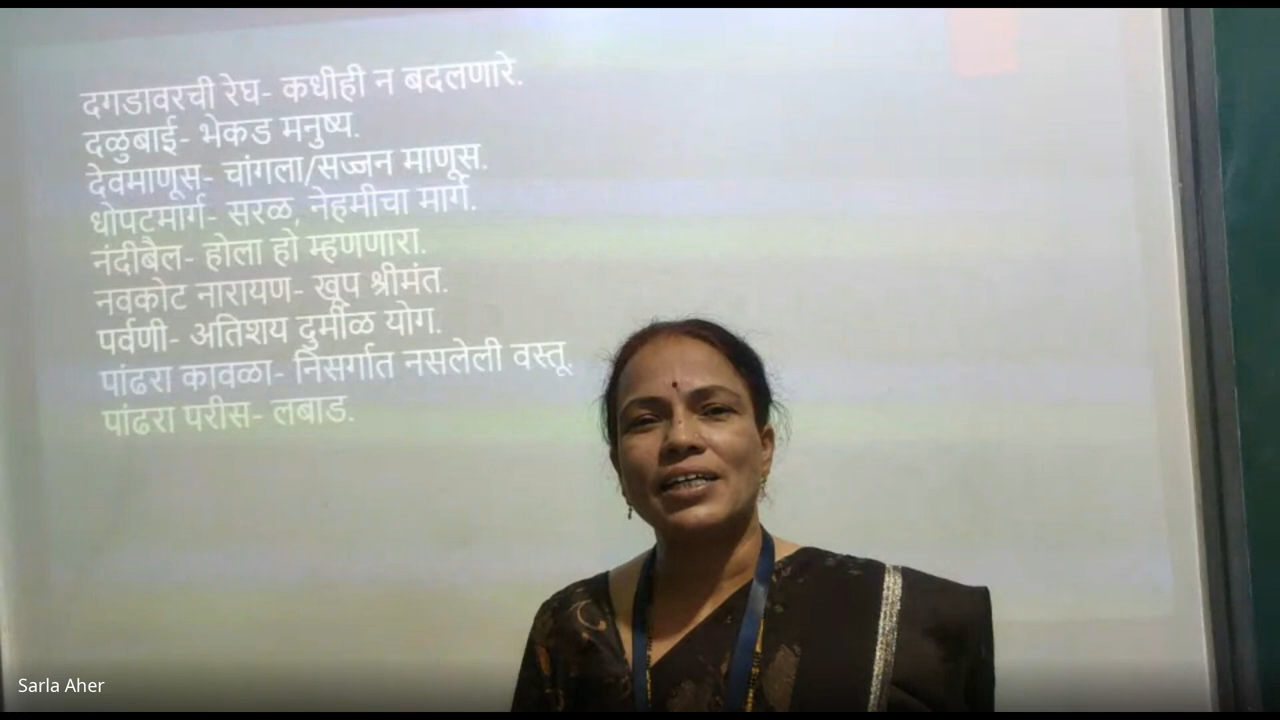 दगडावरची रेघ- कधीही न बदलणारे.
दळुबाई- भेकड मनुष्य.
देवमाणूस- चांगला/सज्जन माणूस.
धोपटमार्ग- सरळ, नेहमीचा मार्ग.
नंदीबैल- होला हो म्हणणारा.
नवकोट नारायण- खूप श्रीमंत.
पर्वणी- अतिशय दुर्मीळ योग.
पांढरा कावळा- निसर्गात नसलेली वस्तू.
पांढरा परीस- लबाड.
Sarla Aher